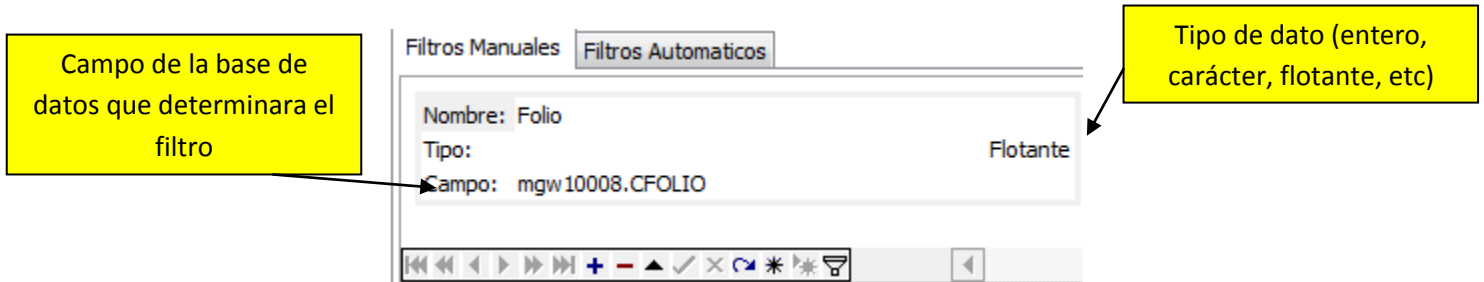 Campo de la base de
datos que determinara el
filtro
Filtros Manuales
Filtros Automaticos
Nombre: Folio
Tipo: Flotante
Campo: mgw10008.CFOLIO
Tipo de dato (entero,
carácter, flotante, etc)